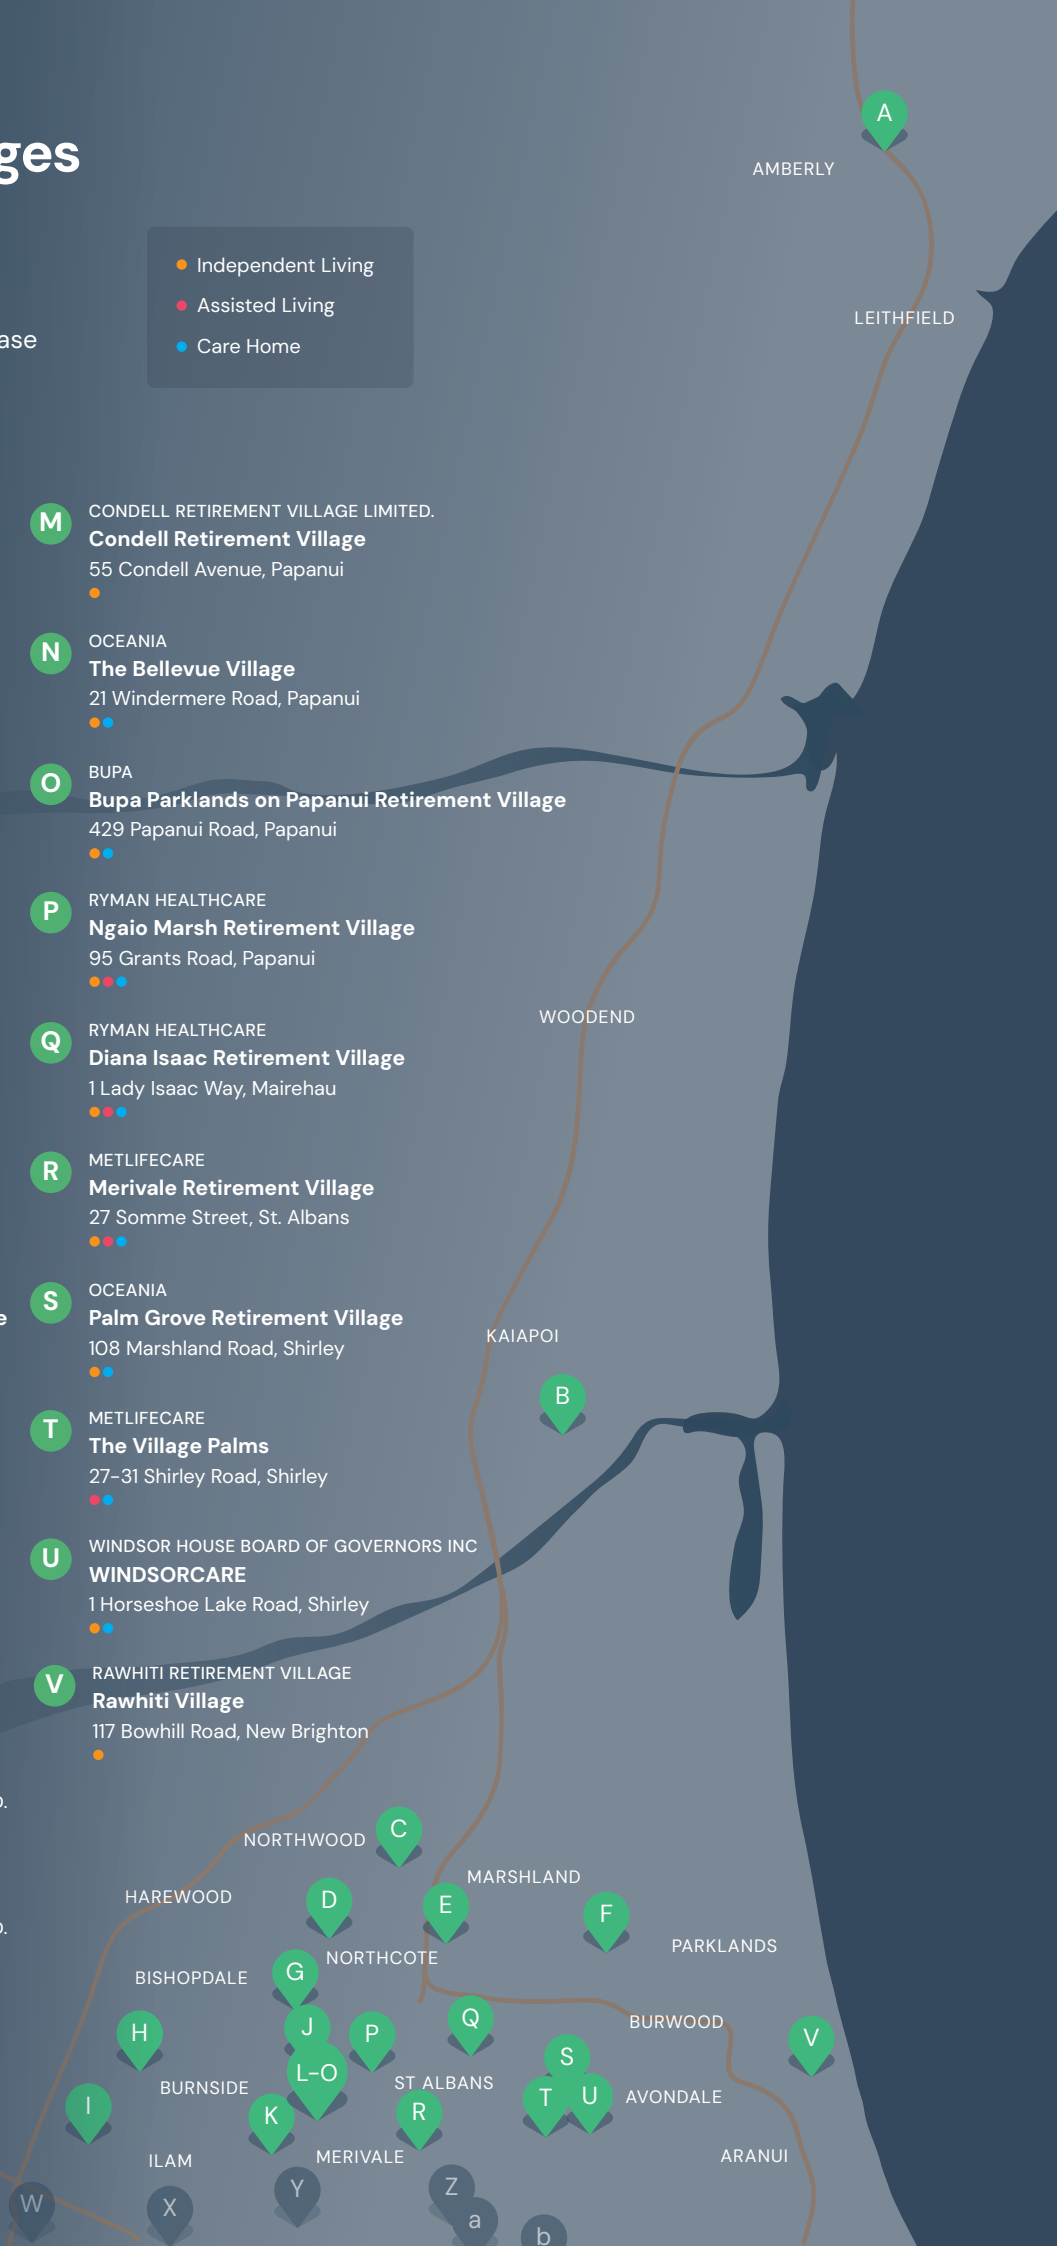 ges
ase
Independent Living
Assisted Living
Care Home
M
CONDELL RETIREMENT VILLAGE LIMITED.
Condell Retirement Village
55 Condell Avenue, Papanui
N
OCEANIA
The Bellevue Village
21 Windermere Road, Papanui
O
BUPA
Bupa Parklands on Papanui Retirement Village
429 Papanui Road, Papanui
P
RYMAN HEALTHCARE
Ngaio Marsh Retirement Village
95 Grants Road, Papanui
Q
RYMAN HEALTHCARE
Diana Isaac Retirement Village
1 Lady Isaac Way, Mairehau
R
METLIFECARE
Merivale Retirement Village
27 Somme Street, St. Albans
e
S
OCEANIA
Palm Grove Retirement Village
108 Marshland Road, Shirley
T
METLIFECARE
The Village Palms
27-31 Shirley Road, Shirley
U
WINDSOR HOUSE BOARD OF GOVERNORS INC
WINDSORCARE
1 Horseshoe Lake Road, Shirley
V
RAWHITI RETIREMENT VILLAGE
Rawhiti Village
117 Bowhill Road, New Brighton
D.
D.
A
AMBERLY
LEITHFIELD
WOODEND
KAIAPOI
B
C
NORTHWOOD
MARSHLAND
HAREWOOD
D
E
F
PARKLANDS
NORTHCOTE
BISHOPDALE
G
Q
BURWOOD
H
J
P
V
S
L-O
BURNSIDE
ST ALBANS
T
U
AVONDALE
I
K
R
ILAM
MERIVALE
ARANUI
W
X
Y
Z
a
b